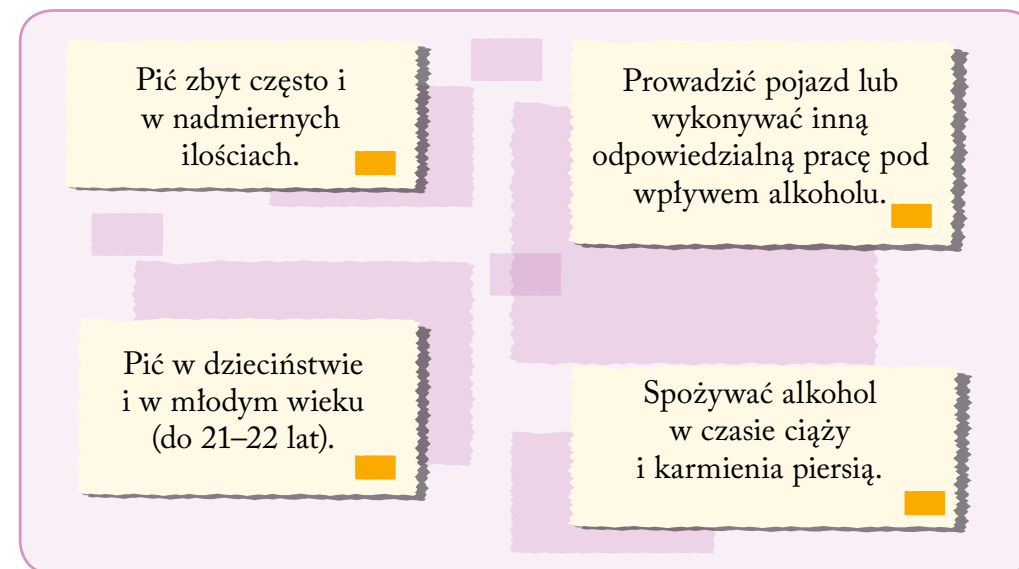 Pić zbyt często i
w nadmiernych
ilościach.
Prowadzić pojazd lub
wykonywać inną
odpowiedzialną pracę pod
wpływem alkoholu.
Pić w dzieciństwie
i w młodym wieku
(do 21–22 lat).
Spożywać alkohol
w czasie ciąży
i karmienia piersią.